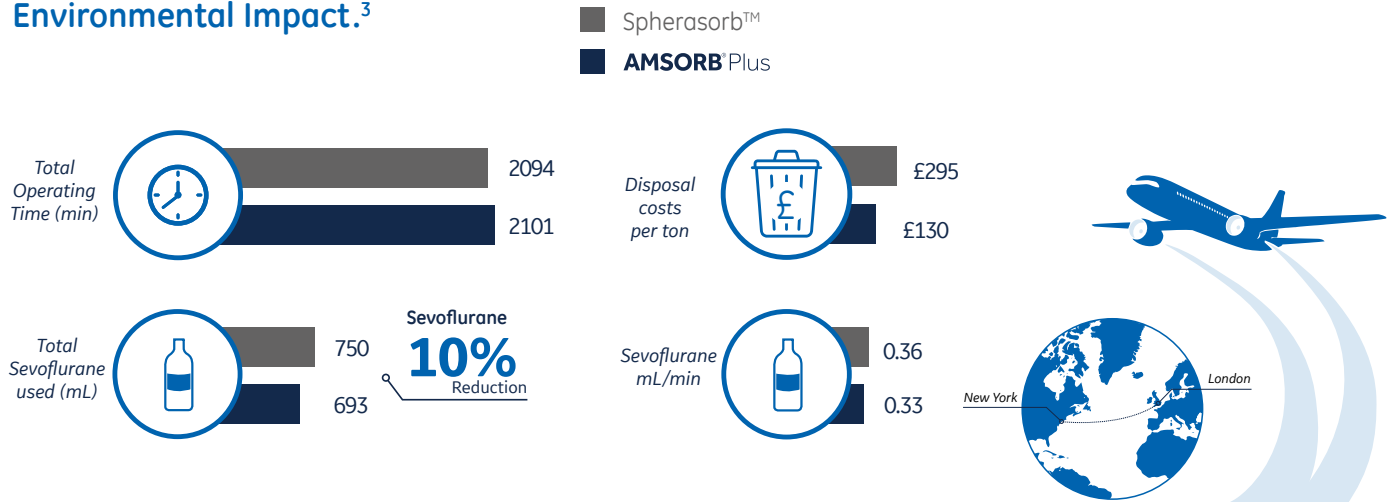 Environmental Impact.³
Spherasorb™
AMSORB® Plus
Total
Operating
Time (min)
2094
2101
Disposal
costs
per ton
£
£295
£130
Total
Sevoflurane
used (mL)
750
693
Sevoflurane
10%
Reduction
Sevoflurane
mL/min
0.36
0.33
New York
London